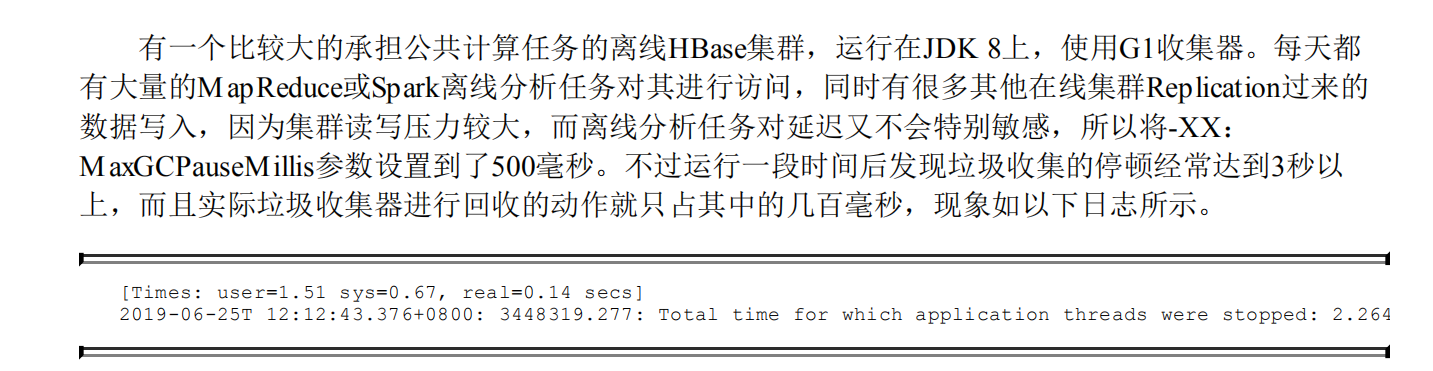 有一个比较大的承担公共计算任务的离线HBase集群，运行在JDK 8上，使用G1收集器。每天都
有大量的MapReduce或Spark离线分析任务对其进行访问，同时有很多其他在线集群Replication过来的
数据写入，因为集群读写压力较大，而离线分析任务对延迟又不会特别敏感，所以将-XX：
MaxGCPauseMillis参数设置到了500毫秒。不过运行一段时间后发现垃圾收集的停顿经常达到3秒以
上，而且实际垃圾收集器进行回收的动作就只占其中的几百毫秒，现象如以下日志所示。
[Times: user=1.51 sys=0.67, real=0.14 secs]
2019-06-25T 12:12:43.376+0800: 3448319.277: Total time for which application threads were stopped: 2.264